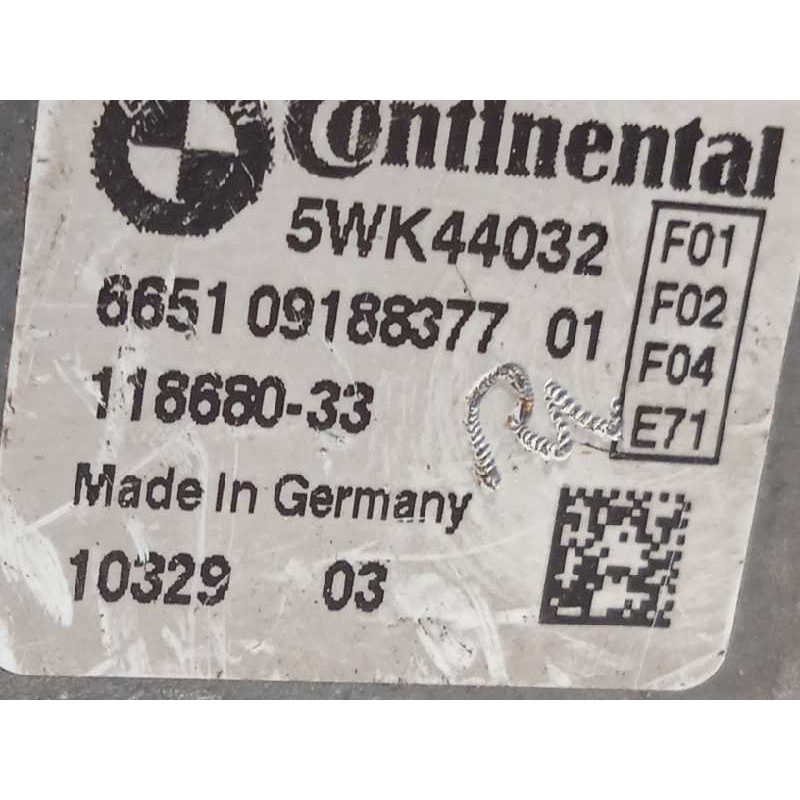 Continental
5WK44032
6651 09188377 01
118680-33
F01
F02
F04
E71
Made In Germany
10329 03